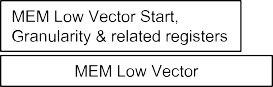 MEM Low Vector Start,
Granularity & related registers
MEM Low Vector